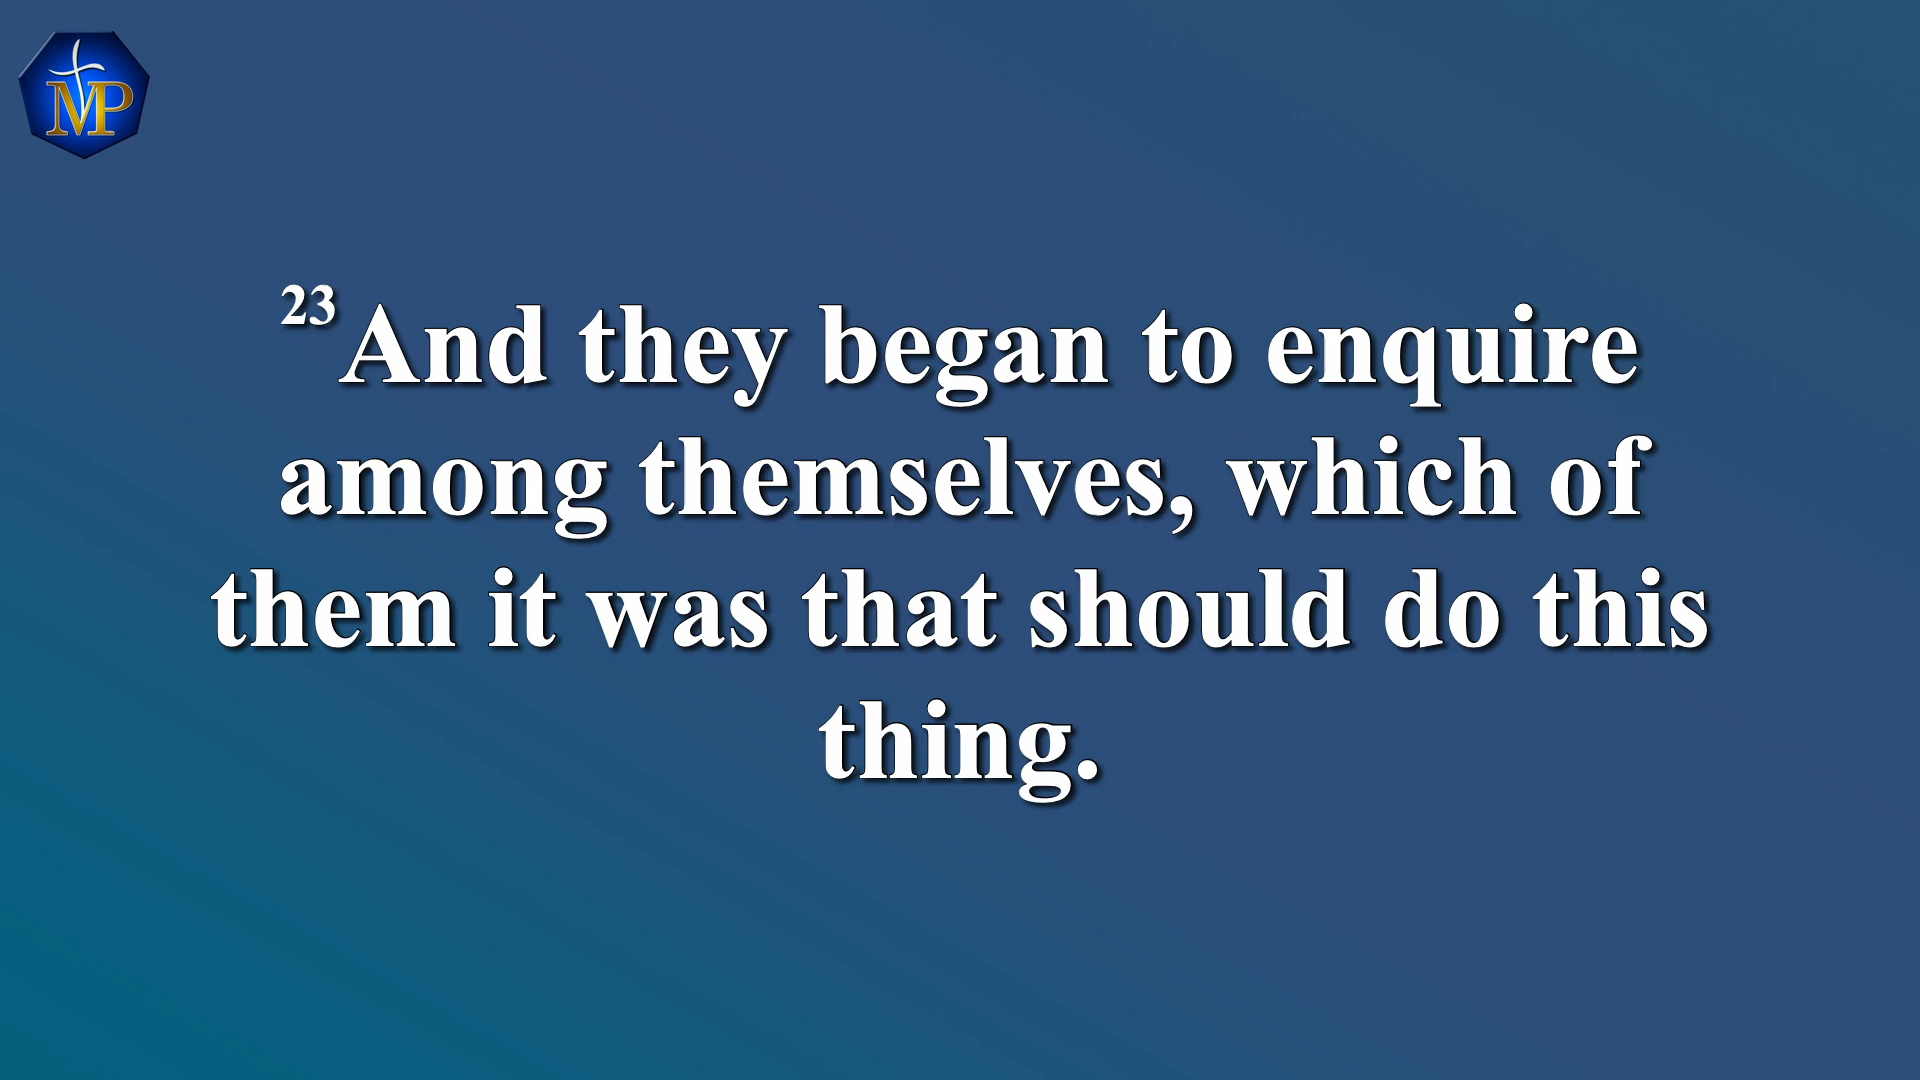 MP
23And they began to enquire
among themselves, which of
them it was that should do this
thing.